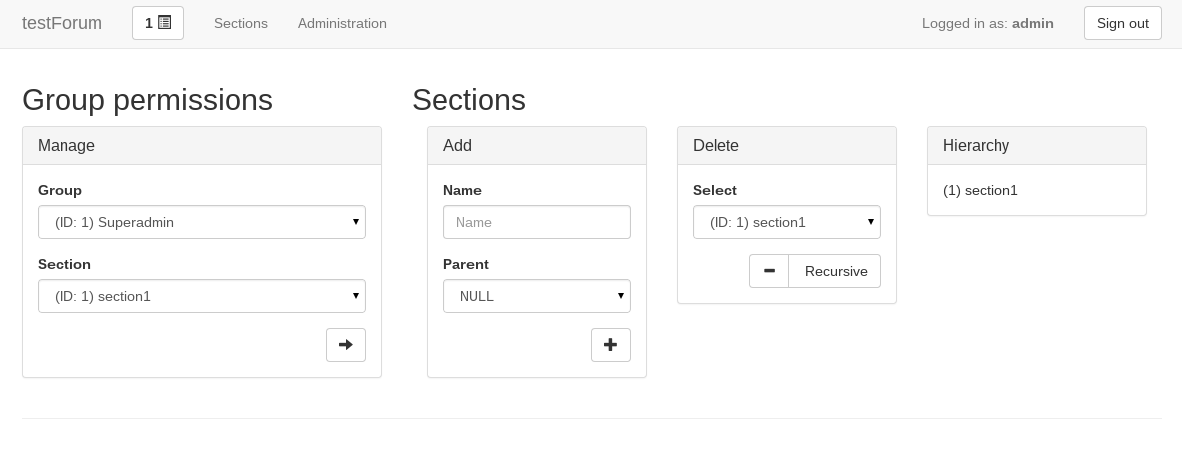 testForum 1 Sections Administration Logged in as: admin Sign out
Group permissions Sections
Manage
Group
(ID: 1) Superadmin
Section
(ID: 1) section1
Add
Name
Name
Parent
NULL
Delete
Select
(ID: 1) section1
Recursive
Hierarchy
(1) section1